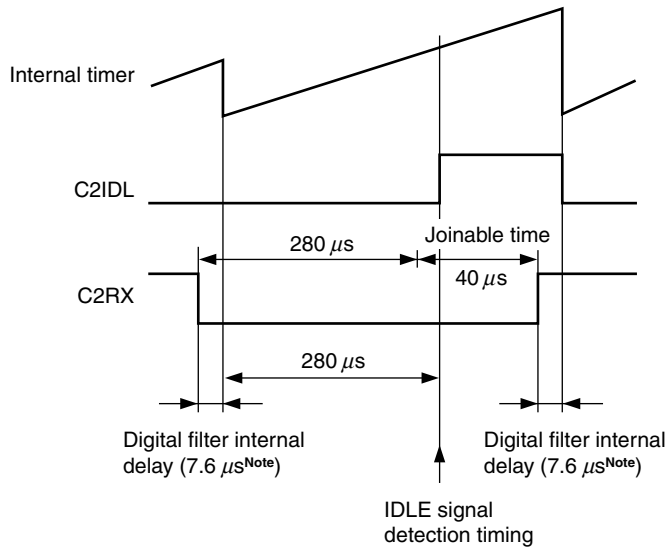 Internal timer
C2IDL
280 μs
Joinable time
40 μs
C2RX
280 μs
Digital filter internal
delay (7.6 μsNote)
Digital filter internal
delay (7.6 μsNote)
IDLE signal
detection timing